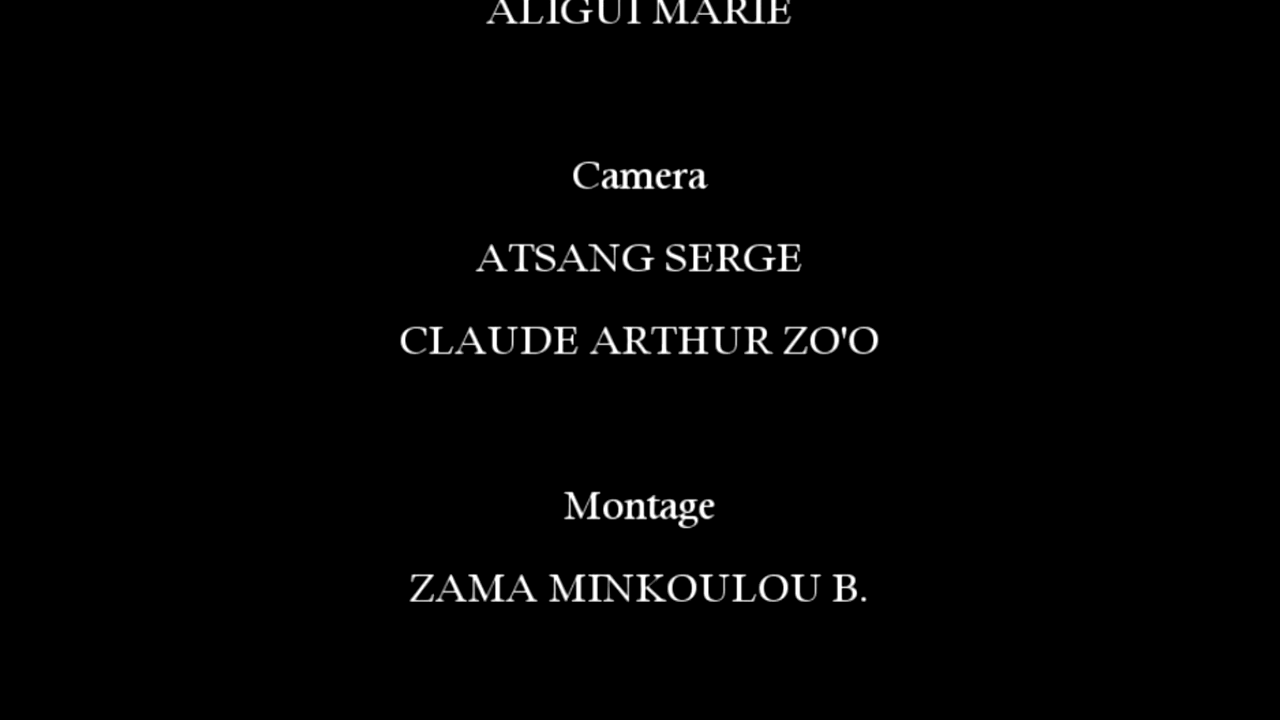 ALIGUI MARIE
Camera
ATSANG SERGE
CLAUDE ARTHUR ZO'O
Montage
ZAMA MINKOULOU B.